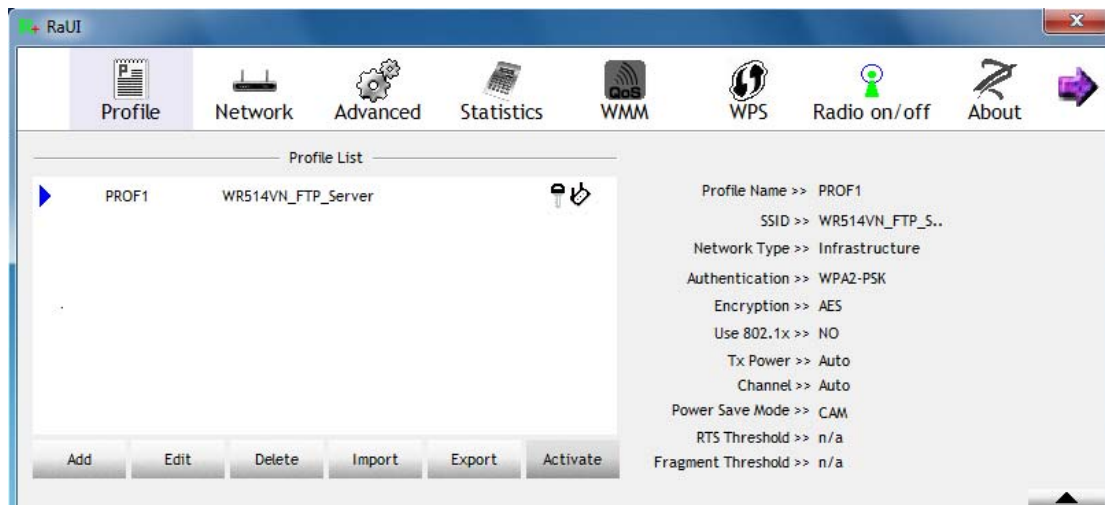 RaUI
Profile Network Advanced Statistics QoS WMM WPS Radio on/off About
Profile List
PROF1 WR514VN_FTP_Server
Add Edit Delete Import Export Activate
Profile Name >> PROF1
SSID >> WR514VN_FTP_S..
Network Type >> Infrastructure
Authentication >> WPA2-PSK
Encryption >> AES
Use 802.1x >> NO
Tx Power >> Auto
Channel >> Auto
Power Save Mode >> CAM
RTS Threshold >> n/a
Fragment Threshold >> n/a